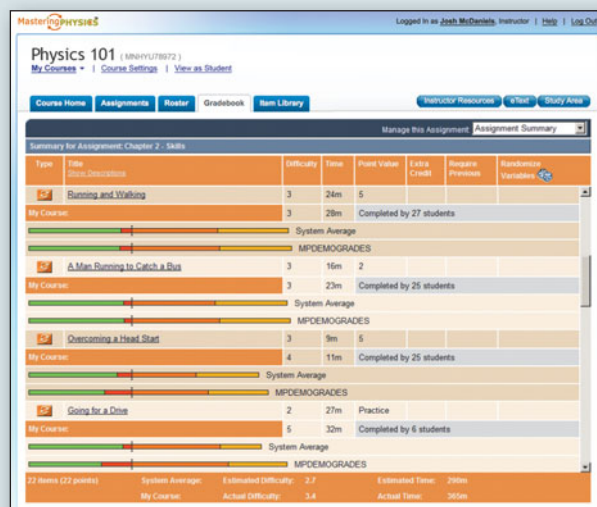 MasteringPHYSICS
Logged in as Josh McDaniels, Instructor | Help | Log Out
Physics 101 ( MNHYU78972 )
My Courses | Course Settings | View as Student
Course Home Assignments Roster Gradebook Item Library Instructor Resources eText Study Area
Manage this Assignment: Assignment Summary
Summary for Assignment: Chapter 2 - Skills
Type Title Difficulty Time Point Value Extra Credit Require Previous Randomize Variables
Show Descriptions
Running and Walking 3 24m 5
My Course: 3 28m Completed by 27 students
System Average
MPDEMOGRADES
A Man Running to Catch a Bus 3 16m 2
My Course: 3 23m Completed by 25 students
System Average
MPDEMOGRADES
Overcoming a Head Start 3 9m 5
My Course: 4 11m Completed by 25 students
System Average
MPDEMOGRADES
Going for a Drive 2 27m Practice
My Course: 5 32m Completed by 6 students
System Average
MPDEMOGRADES
22 items (22 points) System Average: Estimated Difficulty: 2.7 Estimated Time: 290m
My Course: Actual Difficulty: 3.4 Actual Time: 365m